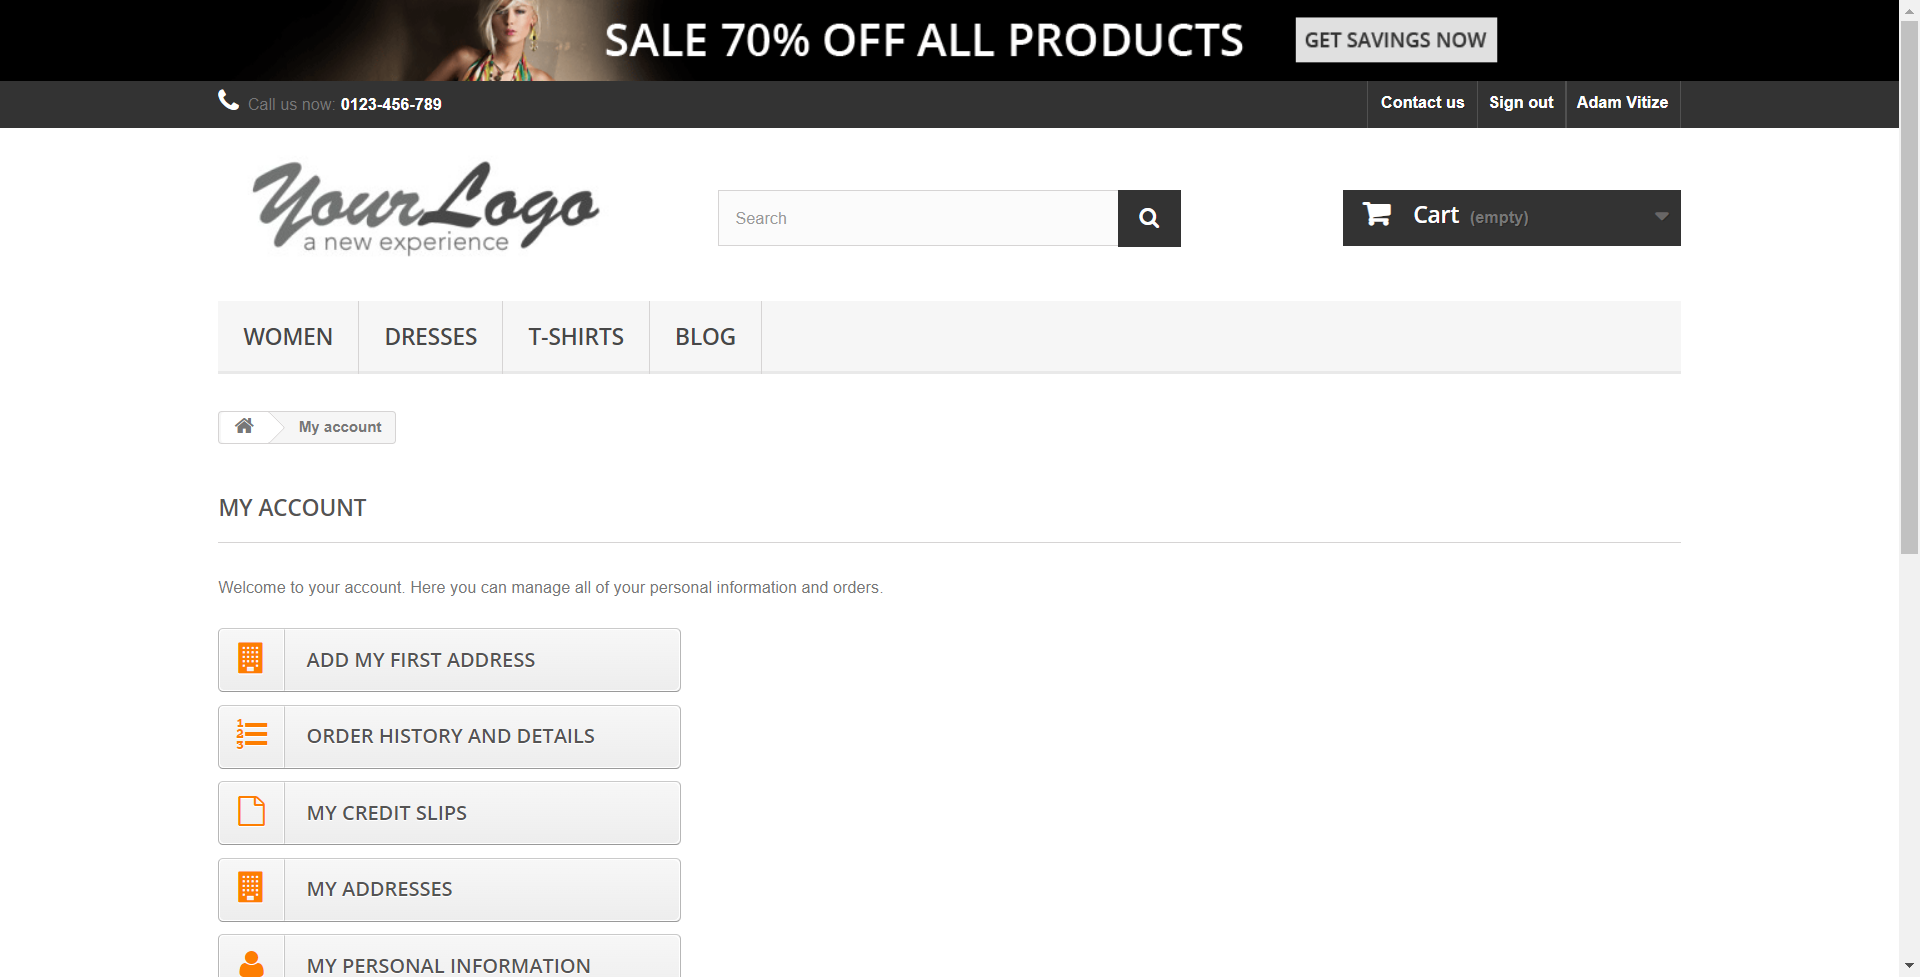 SALE 70% OFF ALL PRODUCTS
GET SAVINGS NOW
Call us now: 0123-456-789
Contact us
Sign out
Adam Vitize
YourLogo
a new experience
Search
Cart (empty)
WOMEN
DRESSES
T-SHIRTS
BLOG
My account
MY ACCOUNT
Welcome to your account. Here you can manage all of your personal information and orders.
ADD MY FIRST ADDRESS
ORDER HISTORY AND DETAILS
MY CREDIT SLIPS
MY ADDRESSES
MY PERSONAL INFORMATION